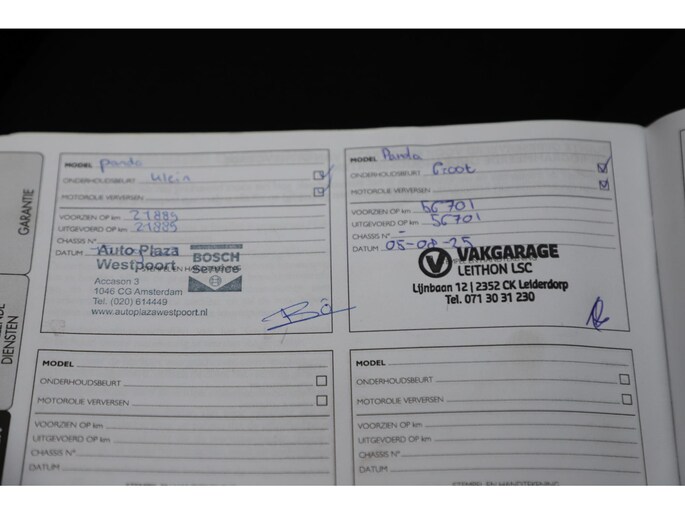 GARANTIE
DIENSTEN
MODEL Panda
ONDERHOUDSBEURT Klein
MOTOROLIE VERVERSEN
VOORZIEN OP km 21885
UITGEVOERD OP km 21885
CHASSIS N°
DATUM
Auto Plaza
Westpoort
BOSCH
Service
Accason 3
1046 CG Amsterdam
Tel. (020) 614449
www.autoplazawestpoort.nl
MODEL Panda
ONDERHOUDSBEURT Groot
MOTOROLIE VERVERSEN
VOORZIEN OP km 56701
UITGEVOERD OP km 56701
CHASSIS N° -
DATUM 05-08-25
VAKGARAGE
LEITHON LSC
Lijnbaan 12 | 2352 CK Leiderdorp
Tel. 071 30 31 230
MODEL
ONDERHOUDSBEURT
MOTOROLIE VERVERSEN
VOORZIEN OP km
UITGEVOERD OP km
CHASSIS N°
DATUM
MODEL
ONDERHOUDSBEURT
MOTOROLIE VERVERSEN
VOORZIEN OP km
UITGEVOERD OP km
CHASSIS N°
DATUM
STEMPEL EN HANDTEKENING